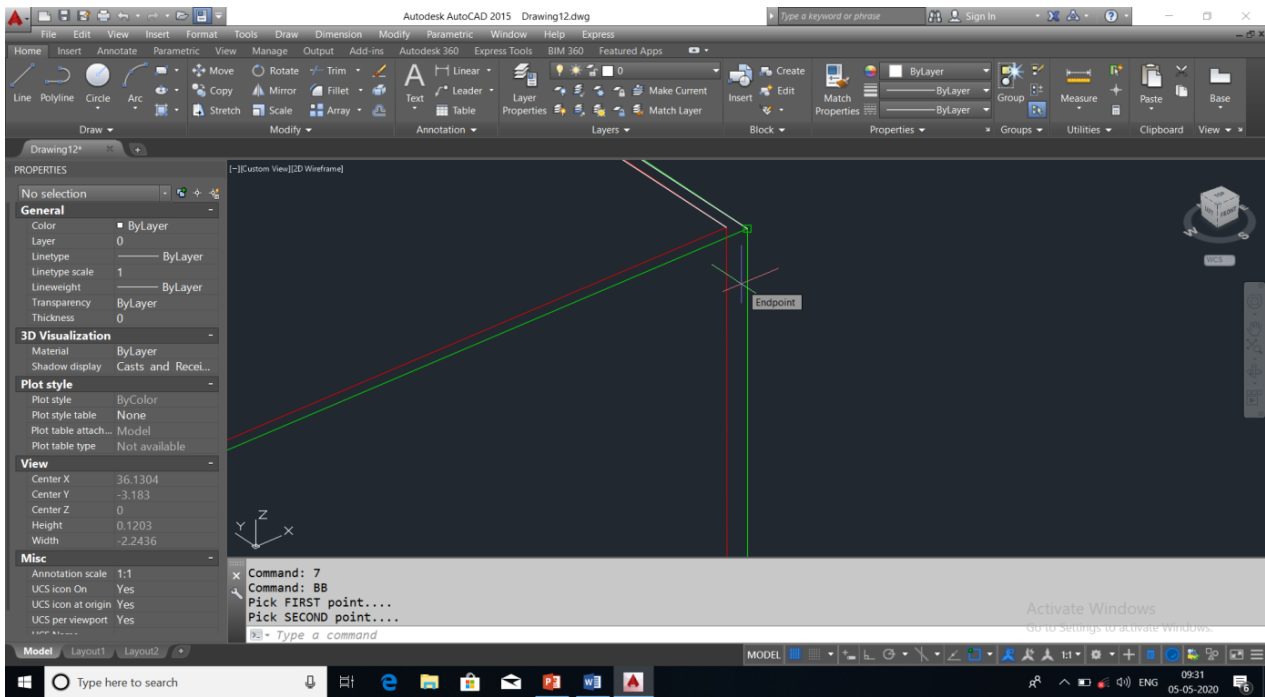 Autodesk AutoCAD 2015 Drawing12.dwg
Type a keyword or phrase
Sign In
File Edit View Insert Format Tools Draw Dimension Modify Parametric Window Help Express
Home Insert Annotate Parametric View Manage Output Add-ins Autodesk 360 Express Tools BIM 360 Featured Apps
Move Rotate Trim Linear 0 Create ByLayer
Line Polyline Circle Arc Copy Mirror Fillet Text Leader Layer Properties Make Current Insert Edit Match Properties ByLayer Group Measure Paste Base
Stretch Scale Array Table Match Layer ByLayer
Draw Modify Annotation Layers Block Properties Groups Utilities Clipboard View
Drawing12*
PROPERTIES
[−][Custom View][2D Wireframe]
No selection
General
Color ByLayer
Layer 0
Linetype ByLayer
Linetype scale 1
Lineweight ByLayer
Transparency ByLayer
Thickness 0
3D Visualization
Material ByLayer
Shadow display Casts and Recei...
Plot style
Plot style ByColor
Plot style table None
Plot table attach... Model
Plot table type Not available
View
Center X 36.1304
Center Y -3.183
Center Z 0
Height 0.1203
Width -2.2436
Misc
Annotation scale 1:1
UCS icon On Yes
UCS icon at origin Yes
UCS per viewport Yes
TOP
LEFT FRONT
W S
WCS
Endpoint
Z
Y X
Command: 7
Command: BB
Pick FIRST point....
Pick SECOND point....
Type a command
Activate Windows
Go to Settings to activate Windows.
Model Layout1 Layout2
MODEL 1:1
Type here to search
ENG
09:31
05-05-2020
6